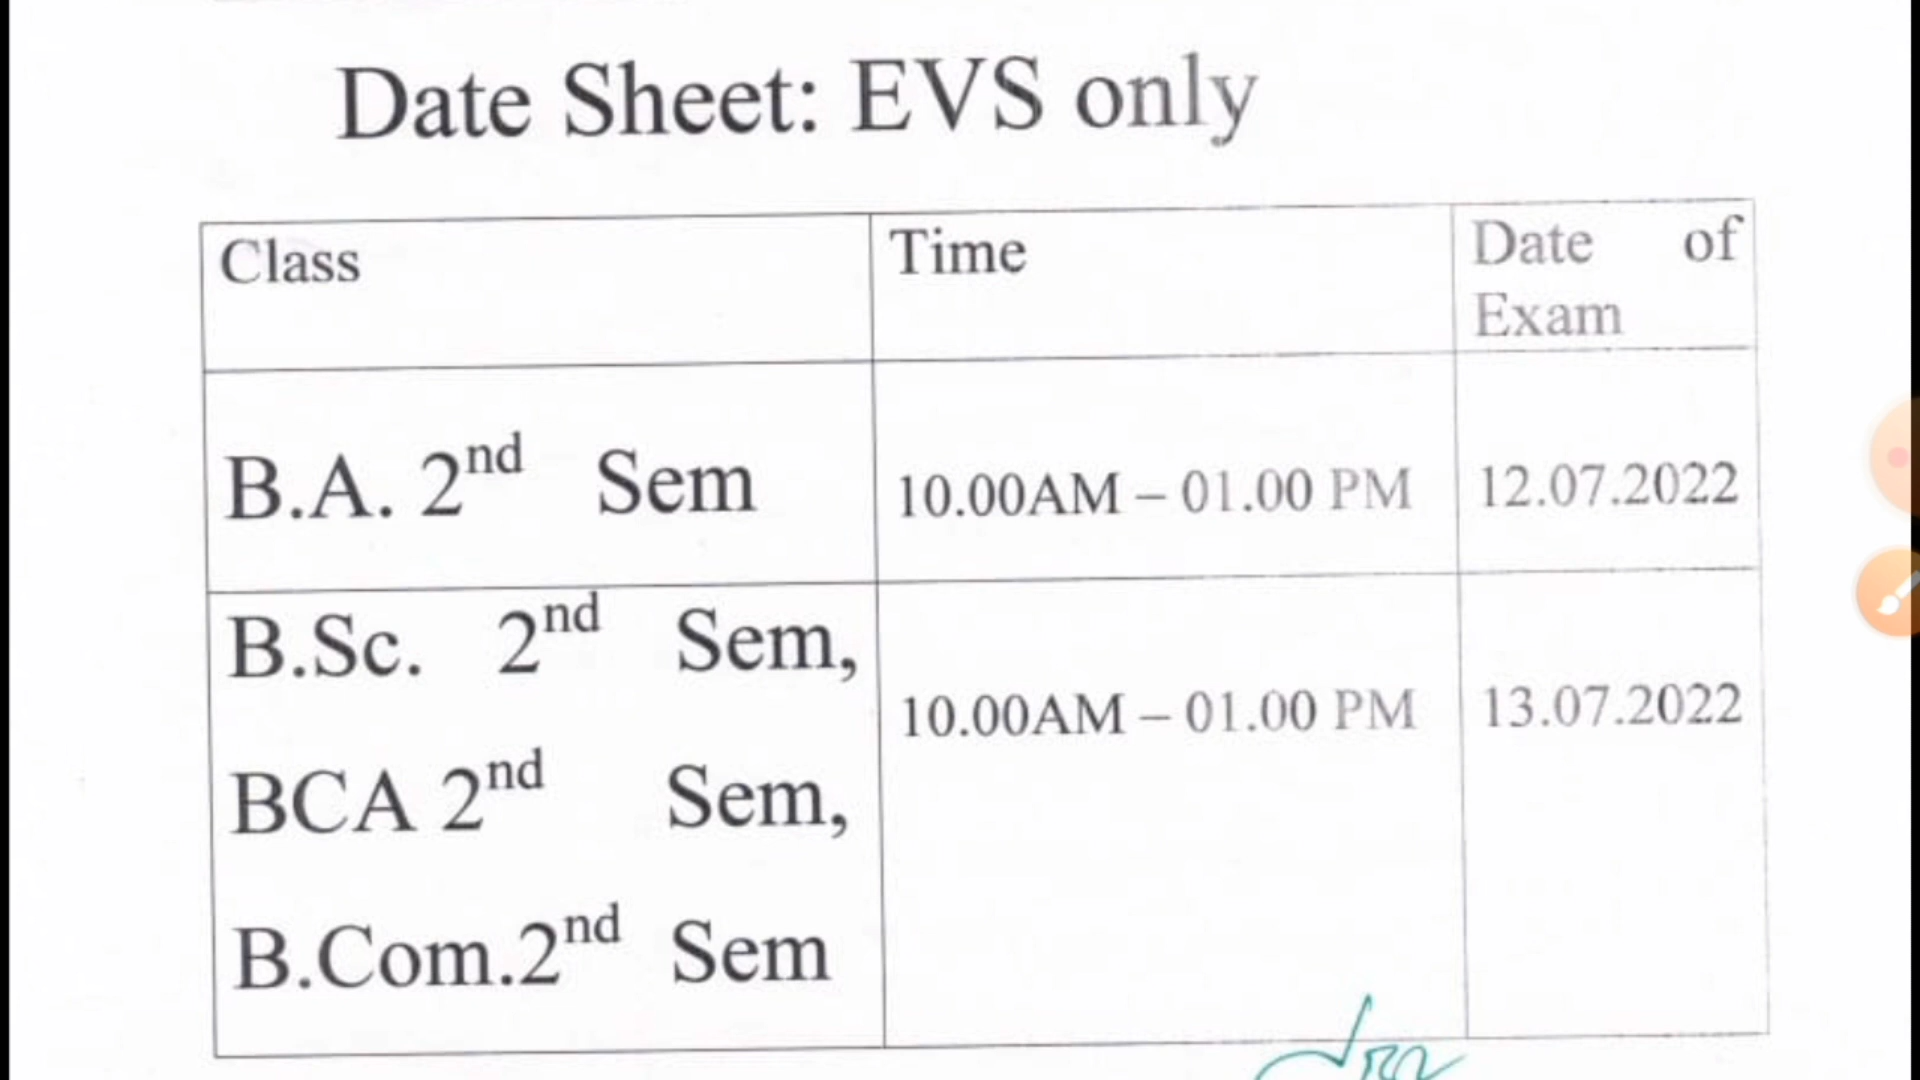 Date Sheet: EVS only
Class Time Date of
Exam
B.A. 2nd Sem 10.00AM – 01.00 PM 12.07.2022
B.Sc. 2nd Sem, 10.00AM – 01.00 PM 13.07.2022
BCA 2nd Sem,
B.Com.2nd Sem